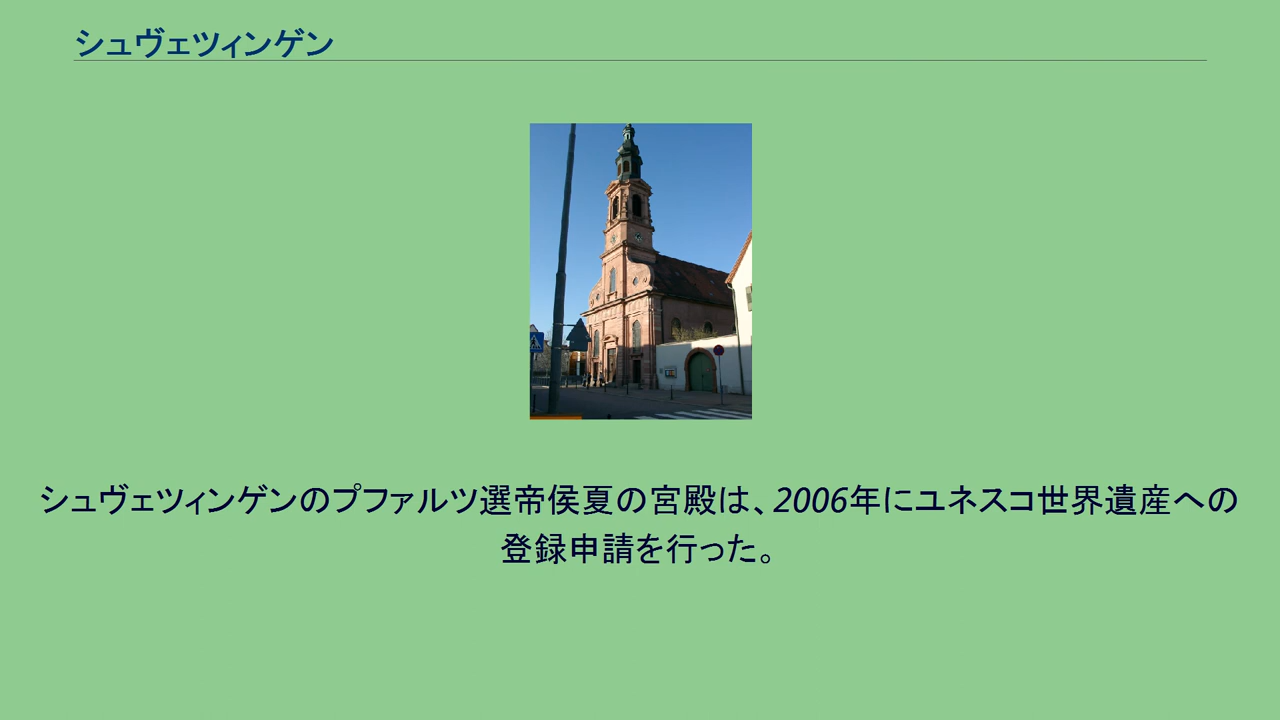 シュヴェツィンゲン
シュヴェツィンゲンのプファルツ選帝侯夏の宮殿は、2006年にユネスコ世界遺産への
登録申請を行った。